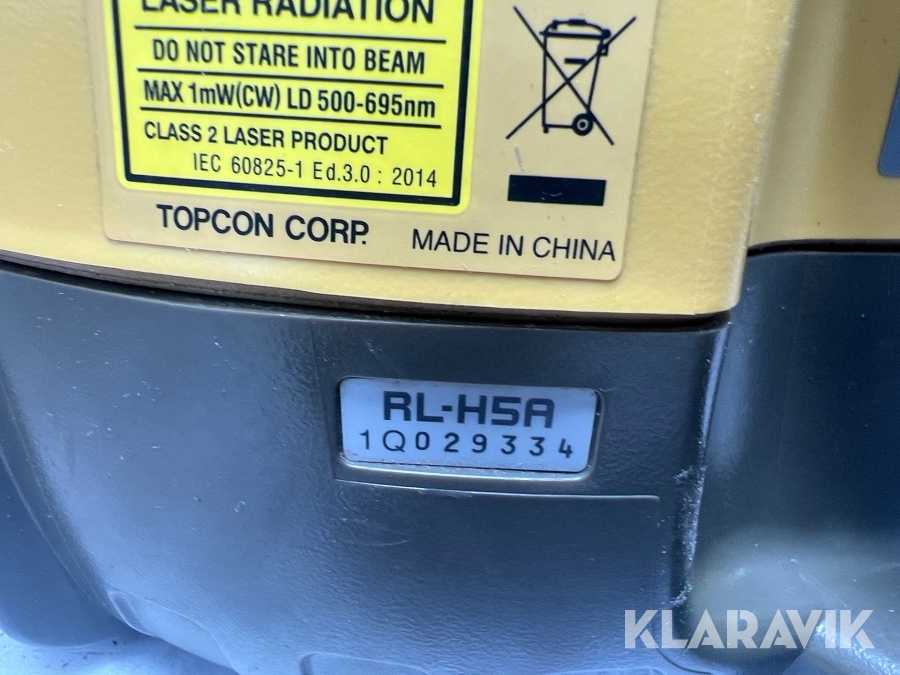 LASER RADIATION
DO NOT STARE INTO BEAM
MAX 1mW(CW) LD 500-695nm
CLASS 2 LASER PRODUCT
IEC 60825-1 Ed.3.0 : 2014
TOPCON CORP.
MADE IN CHINA
RL-H5A
1Q029334
KLARAVIK